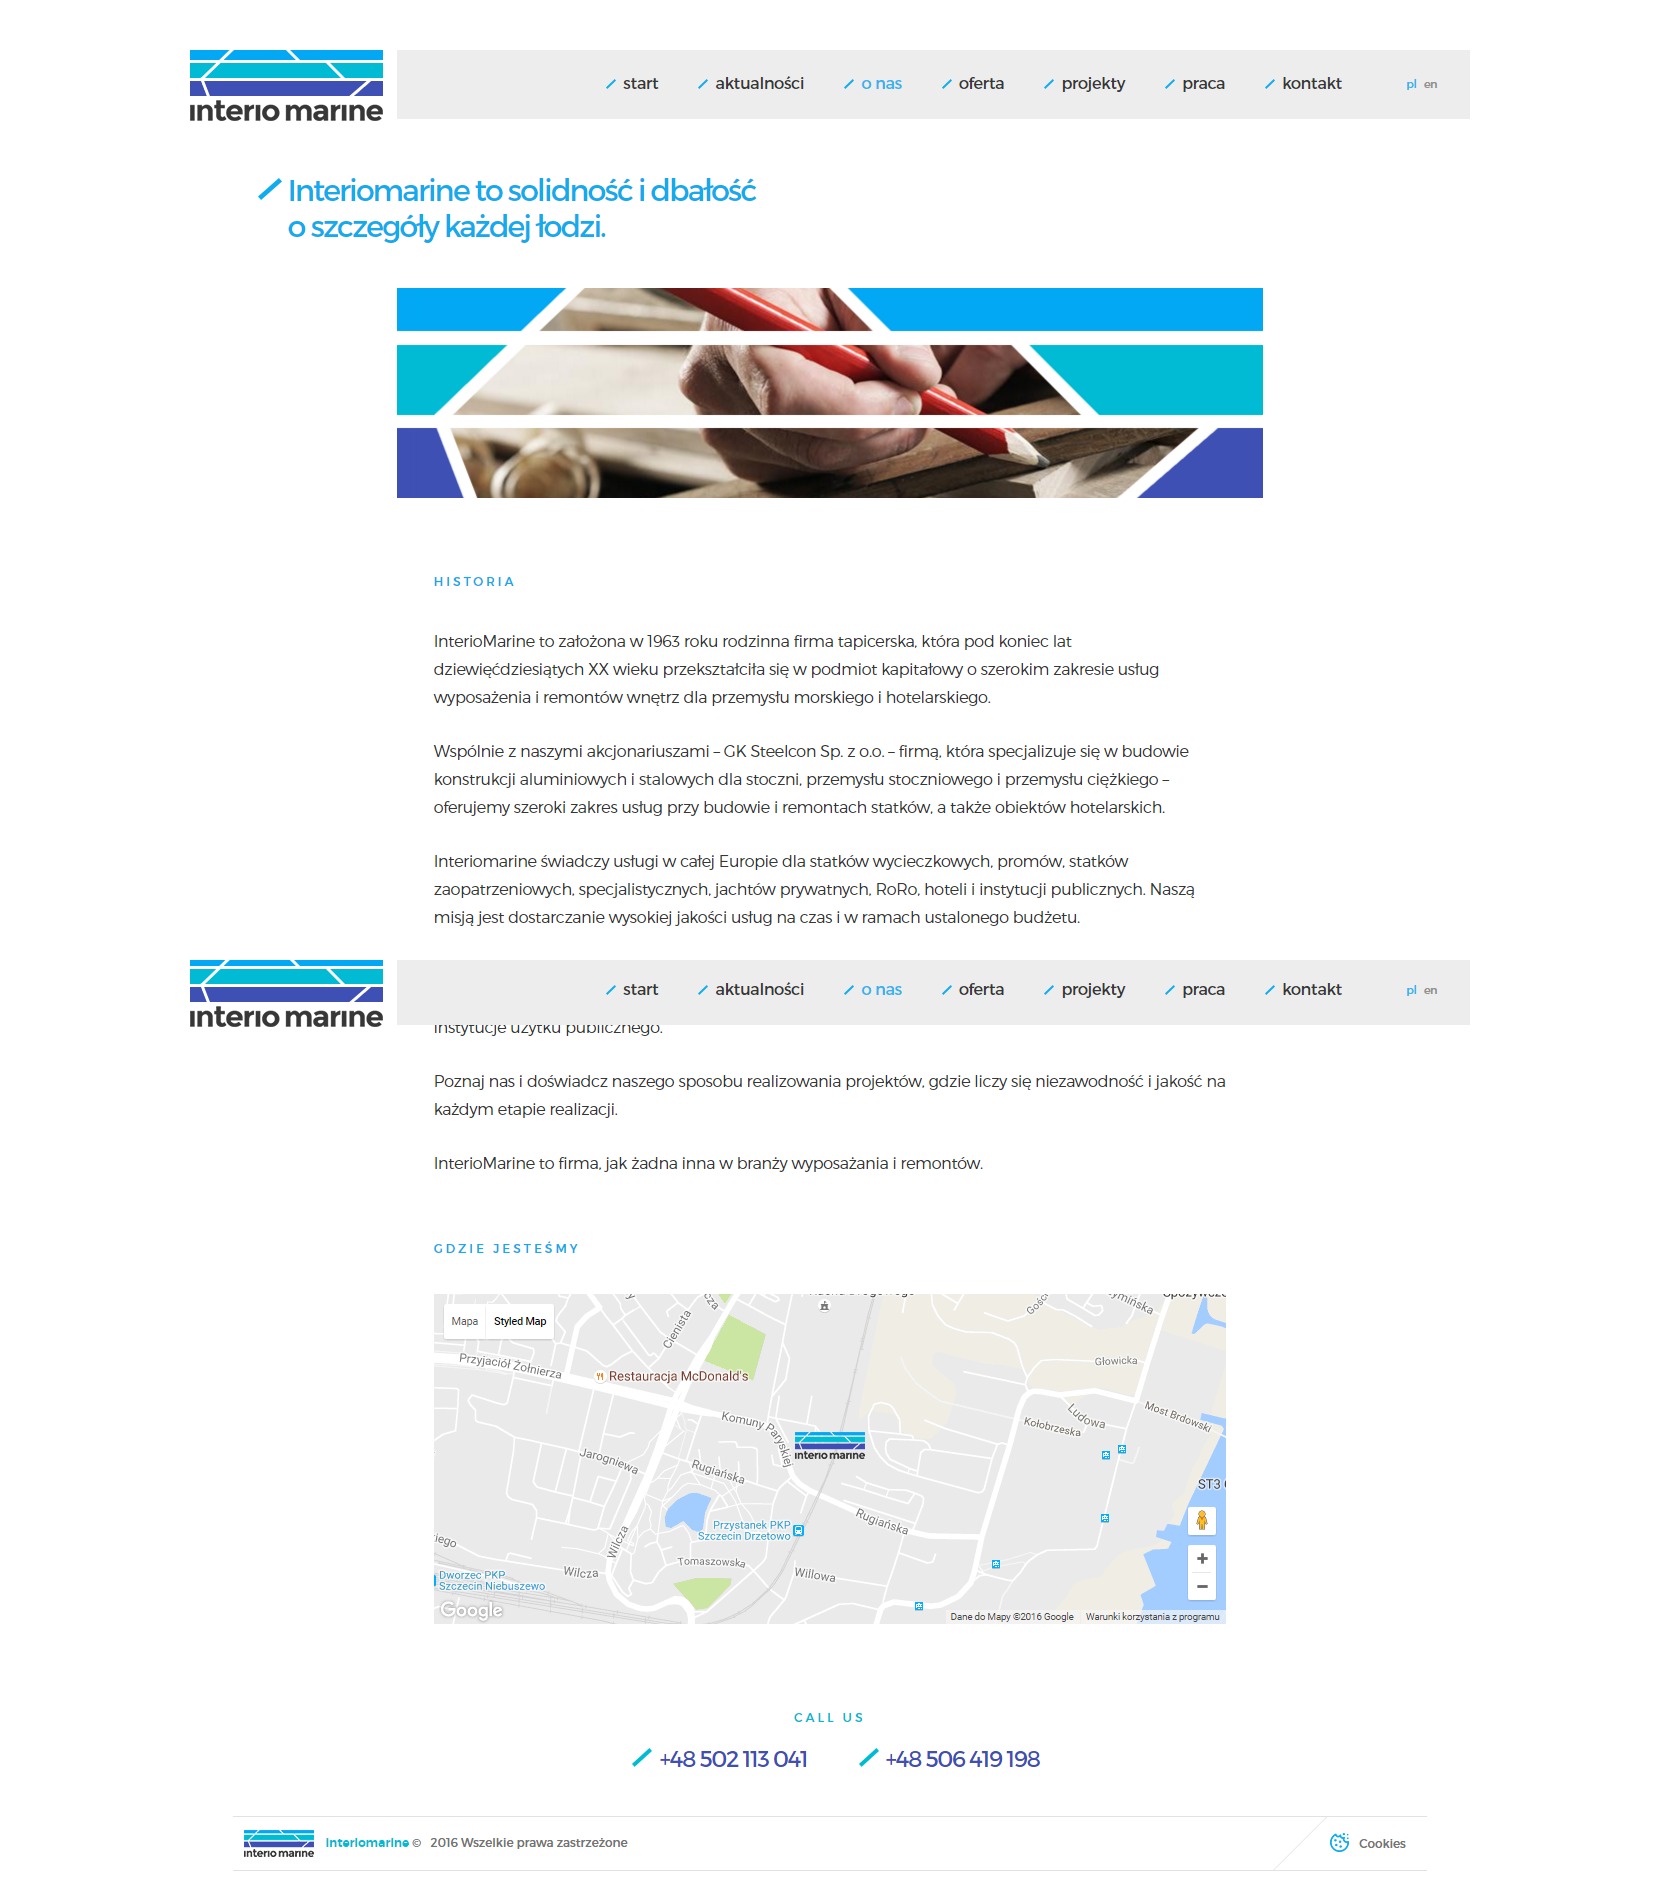 interio marine
start aktualności o nas oferta projekty praca kontakt pl en
Interiomarine to solidność i dbałość
o szczegóły każdej łodzi.
HISTORIA
InterioMarine to założona w 1963 roku rodzinna firma tapicerska, która pod koniec lat
dziewięćdziesiątych XX wieku przekształciła się w podmiot kapitałowy o szerokim zakresie usług
wyposażenia i remontów wnętrz dla przemysłu morskiego i hotelarskiego.
Wspólnie z naszymi akcjonariuszami – GK Steelcon Sp. z o.o. – firmą, która specjalizuje się w budowie
konstrukcji aluminiowych i stalowych dla stoczni, przemysłu stoczniowego i przemysłu ciężkiego –
oferujemy szeroki zakres usług przy budowie i remontach statków, a także obiektów hotelarskich.
Interiomarine świadczy usługi w całej Europie dla statków wycieczkowych, promów, statków
zaopatrzeniowych, specjalistycznych, jachtów prywatnych, RoRo, hoteli i instytucji publicznych. Naszą
misją jest dostarczanie wysokiej jakości usług na czas i w ramach ustalonego budżetu.
interio marine
start aktualności o nas oferta projekty praca kontakt pl en
instytucje użytku publicznego.
Poznaj nas i doświadcz naszego sposobu realizowania projektów, gdzie liczy się niezawodność i jakość na
każdym etapie realizacji.
InterioMarine to firma, jak żadna inna w branży wyposażania i remontów.
GDZIE JESTEŚMY
Mapa Styled Map
Cienista
Głowicka
Przyjaciół Żołnierza
Restauracja McDonald's
Ludowa
Most Brdowski
Komuny Paryskiej
Kołobrzeska
interio marine
Jarogniewa
Rugiańska
ST3
Rugiańska
Przystanek PKP
Szczecin Drzetowo
Wilcza
Tomaszowska
Wilcza
Willowa
Dworzec PKP
Szczecin Niebuszewo
Google
Dane do Mapy ©2016 Google Warunki korzystania z programu
CALL US
+48 502 113 041 +48 506 419 198
interio marine Interiomarine © 2016 Wszelkie prawa zastrzeżone Cookies